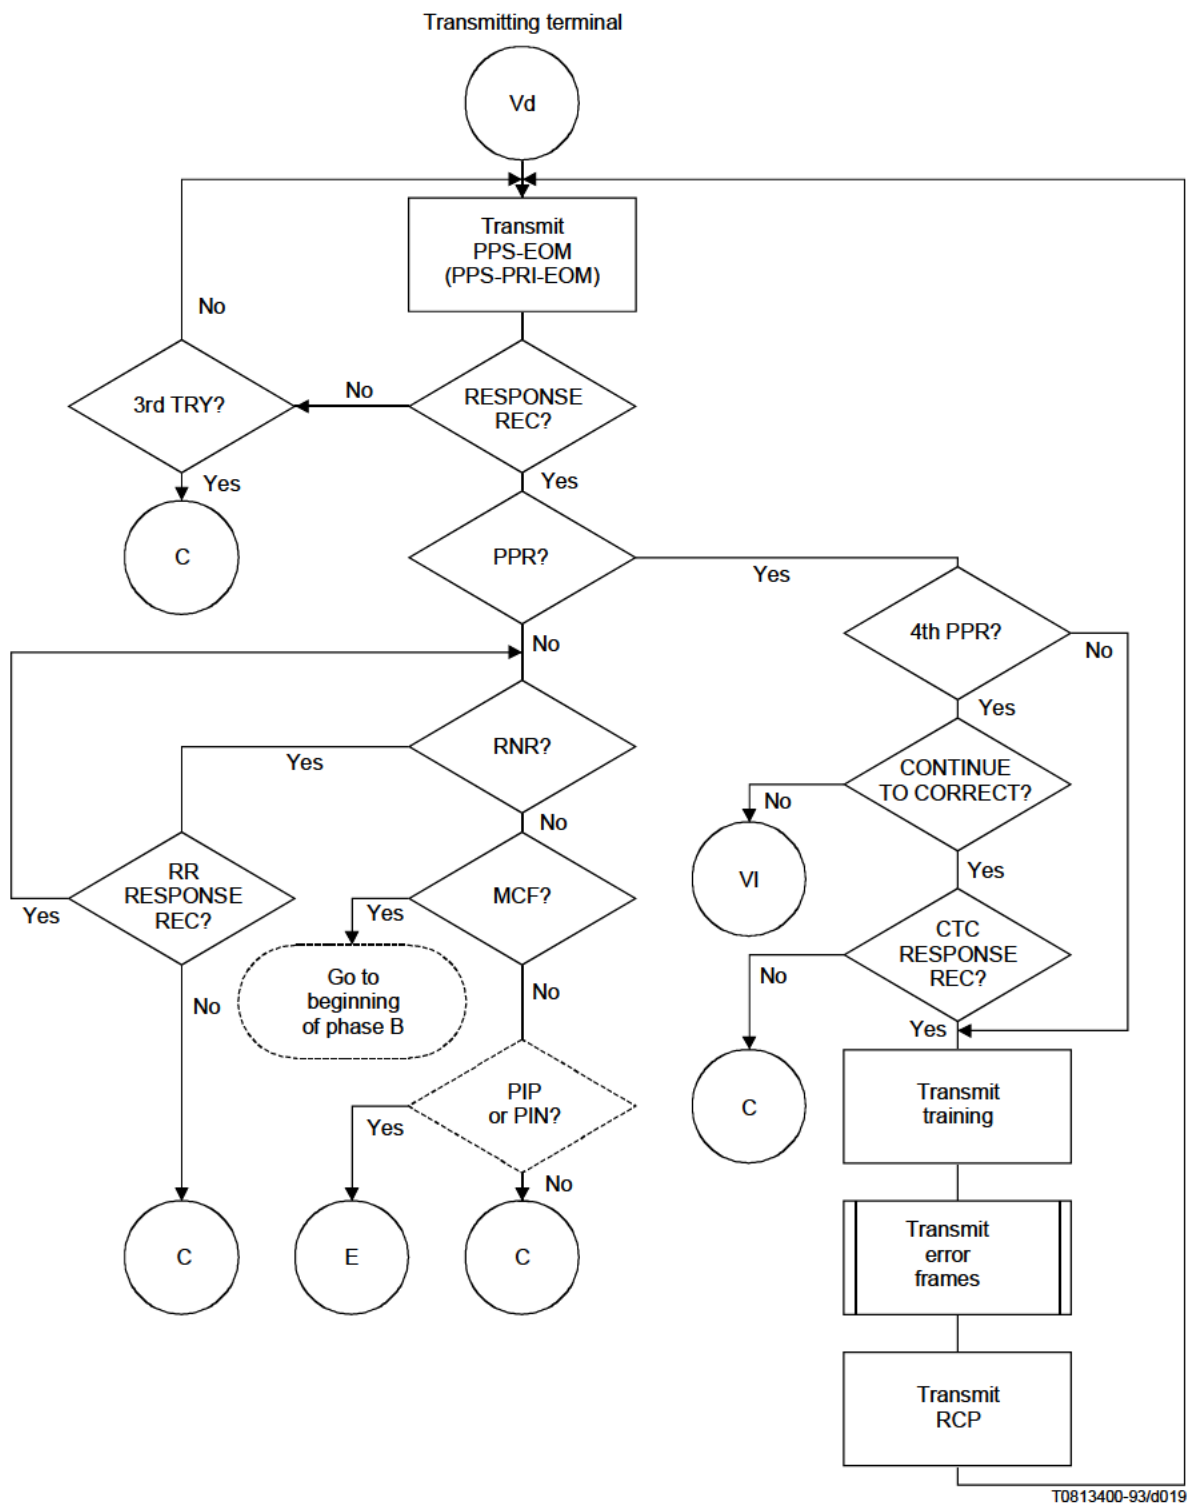 Transmitting terminal
Vd
Transmit
PPS-EOM
(PPS-PRI-EOM)
No
3rd TRY?
No
RESPONSE
REC?
Yes
Yes
C
PPR?
Yes
4th PPR?
No
No
Yes
RNR?
Yes
CONTINUE
TO CORRECT?
No
No
VI
Yes
RR
RESPONSE
REC?
Yes
MCF?
Yes
CTC
RESPONSE
REC?
No
Go to
beginning
of phase B
No
No
Yes
C
Transmit
training
PIP
or PIN?
Yes
No
C
E
C
Transmit
error
frames
Transmit
RCP
T0813400-93/d019